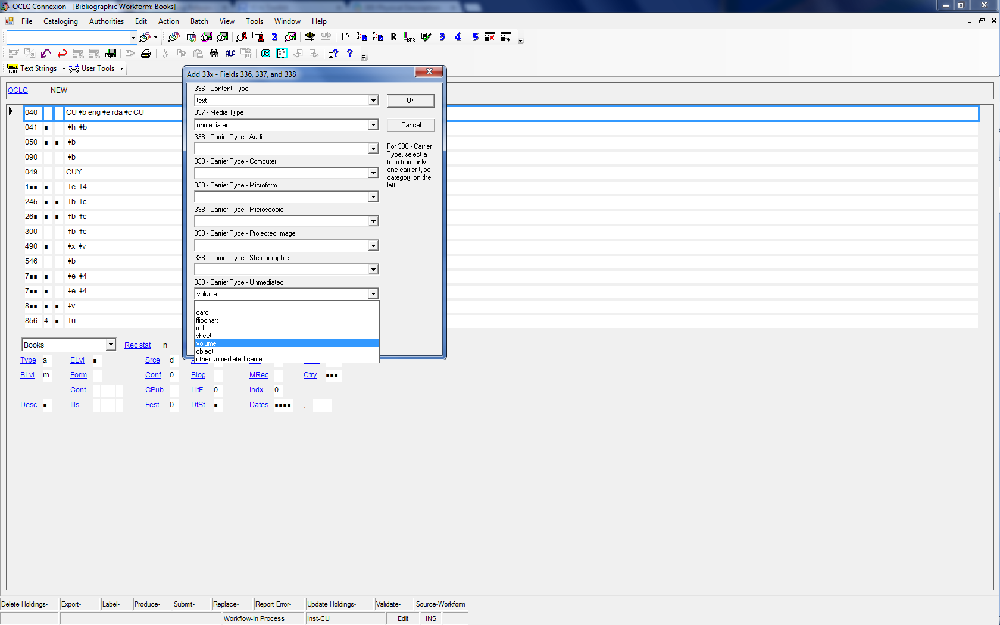 OCLC Connexion - [Bibliographic Workform: Books]
File Cataloging Authorities Edit Action Batch View Tools Window Help
2 R BKS 3 4 5
ALA
Text Strings User Tools
OCLC NEW
040 CU ǂb eng ǂe rda ǂc CU
041 ■ ǂh ǂb
050 ■ ■ ǂb
090 ǂb
049 CUY
1■■ ■ ǂe ǂ4
245 ■ ■ ǂb ǂc
26■ ■ ■ ǂb ǂc
300 ǂb ǂc
490 ■ ǂx ǂv
546 ǂb
7■■ ■ ǂe ǂ4
7■■ ■ ǂe ǂ4
8■■ ■ ■ ǂv
856 4 ■ ǂu
Add 33x - Fields 336, 337, and 338
336 - Content Type
text
OK
337 - Media Type
unmediated
Cancel
338 - Carrier Type - Audio
338 - Carrier Type - Computer
338 - Carrier Type - Microform
338 - Carrier Type - Microscopic
338 - Carrier Type - Projected Image
338 - Carrier Type - Stereographic
338 - Carrier Type - Unmediated
volume
card
flipchart
roll
sheet
volume
object
other unmediated carrier
For 338 - Carrier
Type, select a
term from only
one carrier type
category on the
left
Books Rec stat n
Type a ELvl ■ Srce d
BLvl m Form Conf 0 Biog MRec Ctry ■■■
Cont GPub LitF 0 Indx 0
Desc ■ Ills Fest 0 DtSt ■ Dates ■■■■ ,
Delete Holdings- Export- Label- Produce- Submit- Replace- Report Error- Update Holdings- Validate- Source-Workform
Workflow-In Process Inst-CU Edit INS